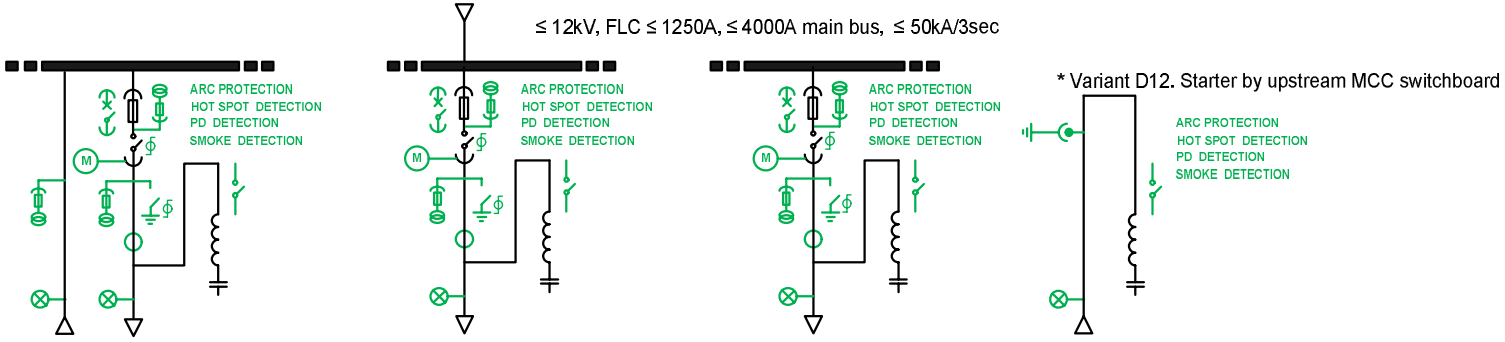 ≤ 12kV, FLC ≤ 1250A, ≤ 4000A main bus, ≤ 50kA/3sec
ARC PROTECTION
HOT SPOT DETECTION
PD DETECTION
SMOKE DETECTION
M
ARC PROTECTION
HOT SPOT DETECTION
PD DETECTION
SMOKE DETECTION
M
ARC PROTECTION
HOT SPOT DETECTION
PD DETECTION
SMOKE DETECTION
M
* Variant D12. Starter by upstream MCC switchboard
ARC PROTECTION
HOT SPOT DETECTION
PD DETECTION
SMOKE DETECTION